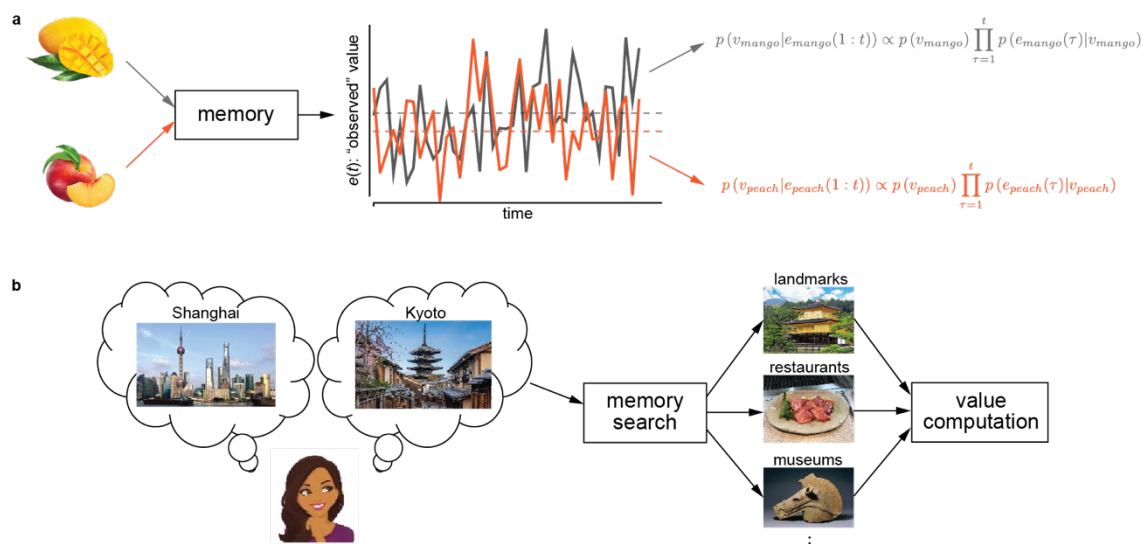 a
memory
e(t): "observed" value
time
p (v_mango|e_mango(1 : t)) ∝ p (v_mango) ∏_{τ=1}^{t} p (e_mango(τ)|v_mango)
p (v_peach|e_peach(1 : t)) ∝ p (v_peach) ∏_{τ=1}^{t} p (e_peach(τ)|v_peach)
b
Shanghai
Kyoto
memory
search
landmarks
restaurants
museums
⋮
value
computation